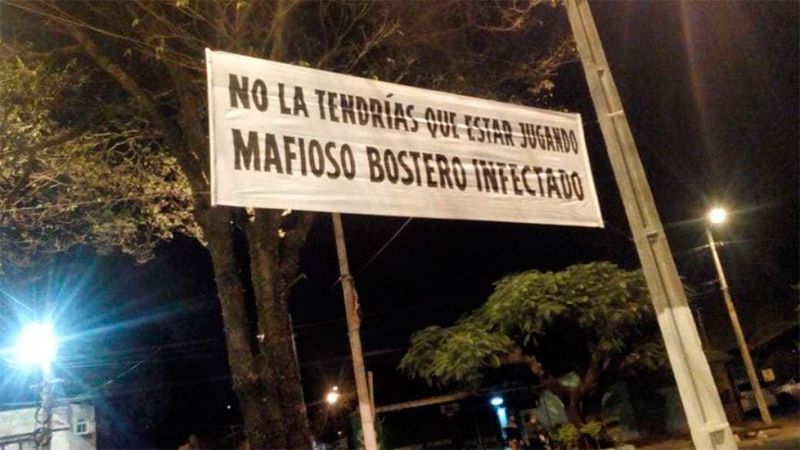 NO LA TENDRÍAS QUE ESTAR JUGANDO
MAFIOSO BOSTERO INFECTADO